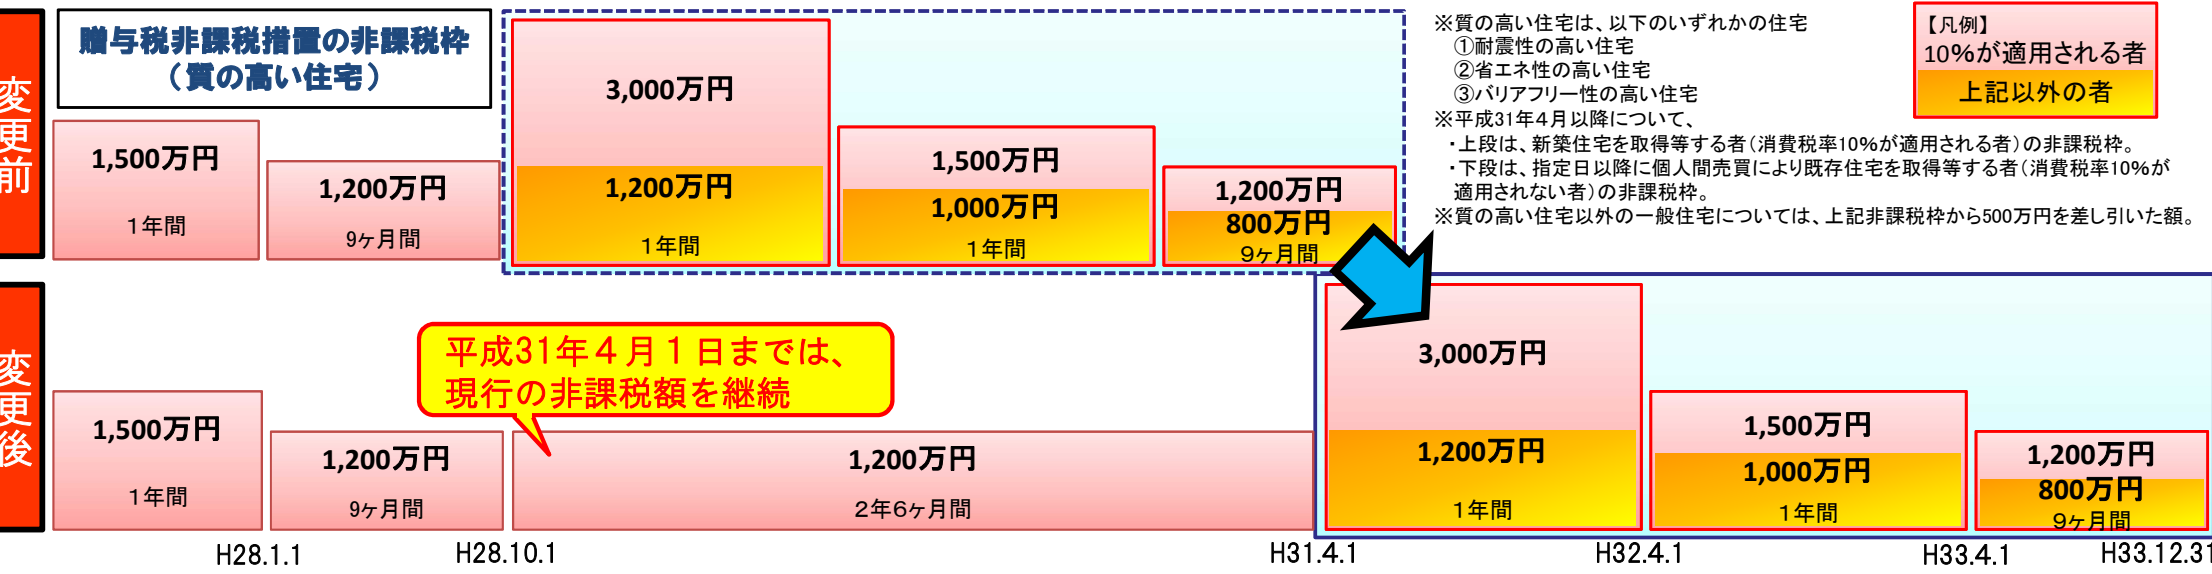 変更前
贈与税非課税措置の非課税枠
（質の高い住宅）
1,500万円
1年間
1,200万円
9ヶ月間
3,000万円
1,200万円
1年間
1,500万円
1,000万円
1年間
1,200万円
800万円
9ヶ月間
※質の高い住宅は、以下のいずれかの住宅
①耐震性の高い住宅
②省エネ性の高い住宅
③バリアフリー性の高い住宅
※平成31年４月以降について、
・上段は、新築住宅を取得等する者（消費税率10％が適用される者）の非課税枠。
・下段は、指定日以降に個人間売買により既存住宅を取得等する者（消費税率10％が
適用されない者）の非課税枠。
※質の高い住宅以外の一般住宅については、上記非課税枠から500万円を差し引いた額。
【凡例】
10％が適用される者
上記以外の者
変更後
平成31年４月１日までは、
現行の非課税額を継続
1,500万円
1年間
1,200万円
9ヶ月間
1,200万円
2年6ヶ月間
3,000万円
1,200万円
1年間
1,500万円
1,000万円
1年間
1,200万円
800万円
9ヶ月間
H28.1.1
H28.10.1
H31.4.1
H32.4.1
H33.4.1
H33.12.31